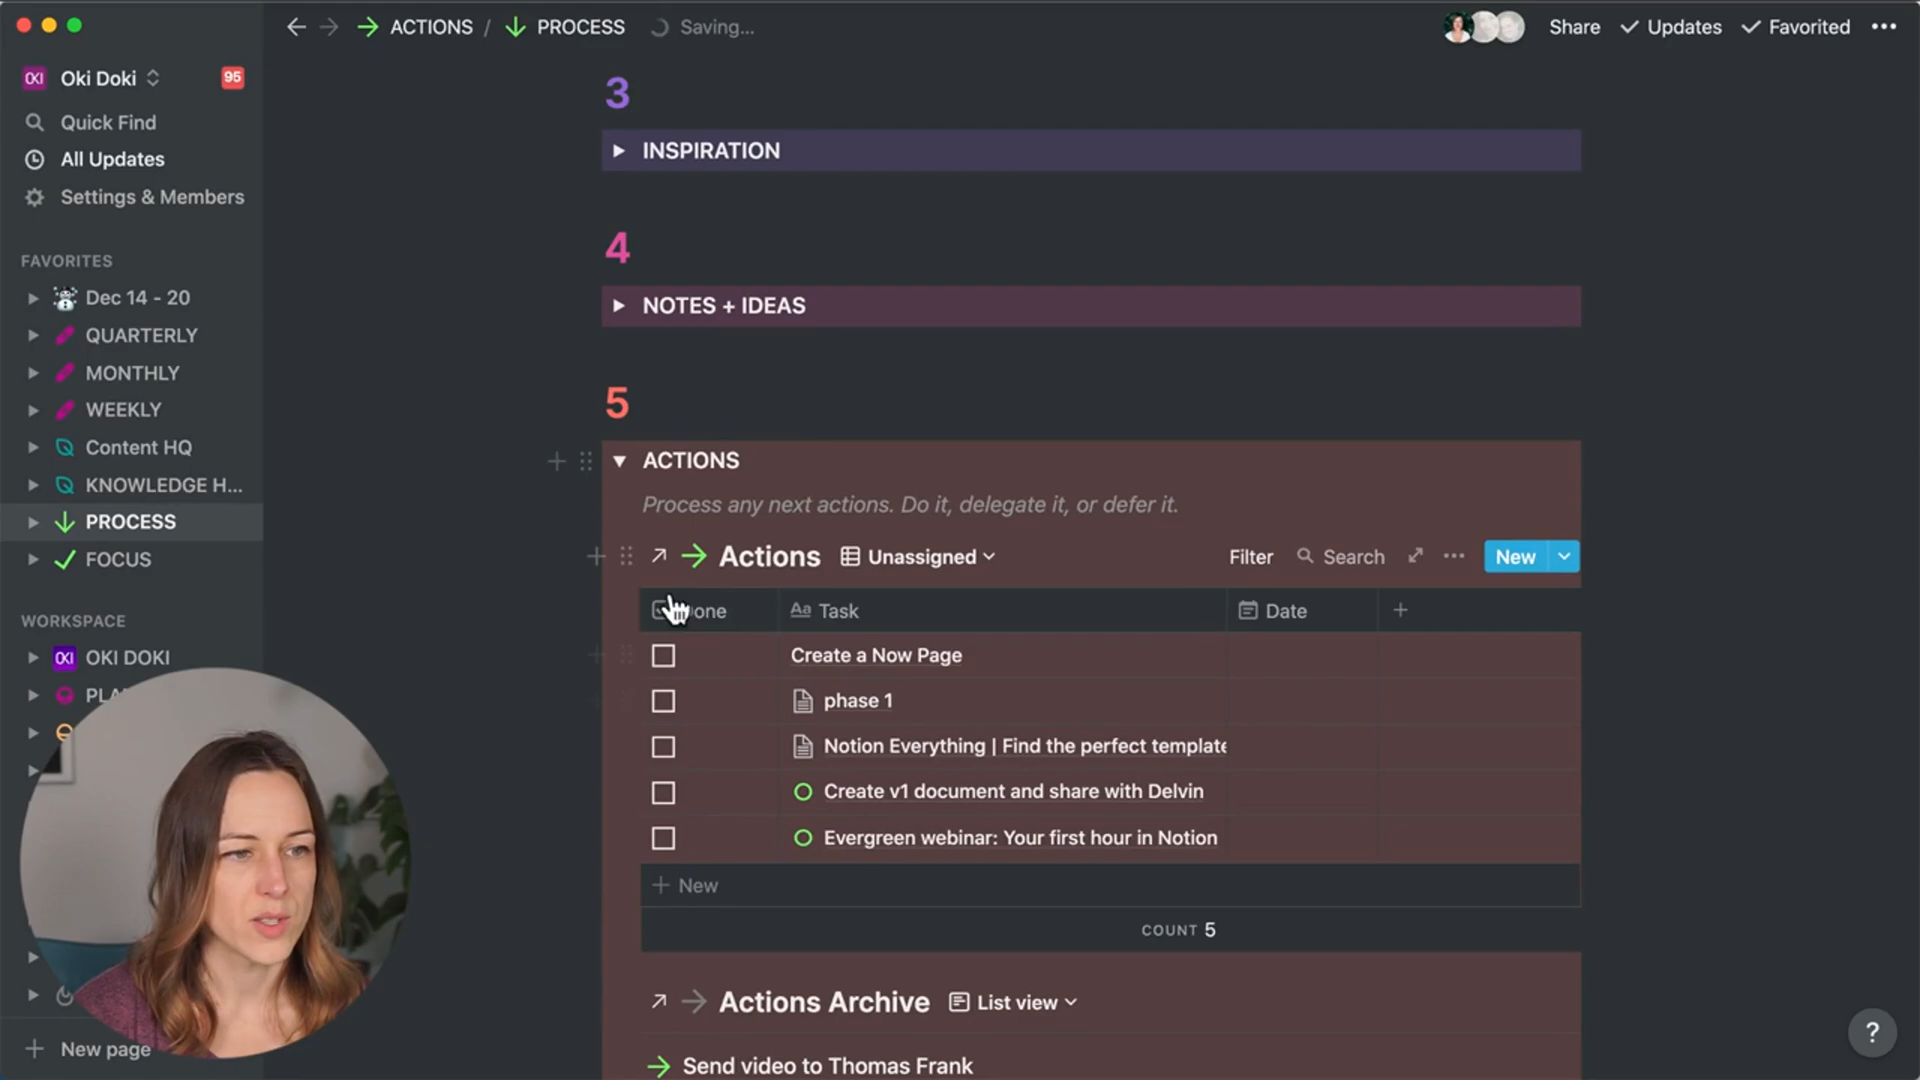 → ACTIONS / ↓ PROCESS Saving...
Share ✓ Updates ✓ Favorited •••
OKI Oki Doki 95
Quick Find
All Updates
Settings & Members
FAVORITES
Dec 14 - 20
QUARTERLY
MONTHLY
WEEKLY
Content HQ
KNOWLEDGE H...
PROCESS
FOCUS
WORKSPACE
OKI OKI DOKI
+ New page
3
INSPIRATION
4
NOTES + IDEAS
5
ACTIONS
Process any next actions. Do it, delegate it, or defer it.
Actions Unassigned Filter Search ••• New
Aa Task Date +
Create a Now Page
phase 1
Notion Everything | Find the perfect template
Create v1 document and share with Delvin
Evergreen webinar: Your first hour in Notion
+ New
COUNT 5
Actions Archive List view
Send video to Thomas Frank
?